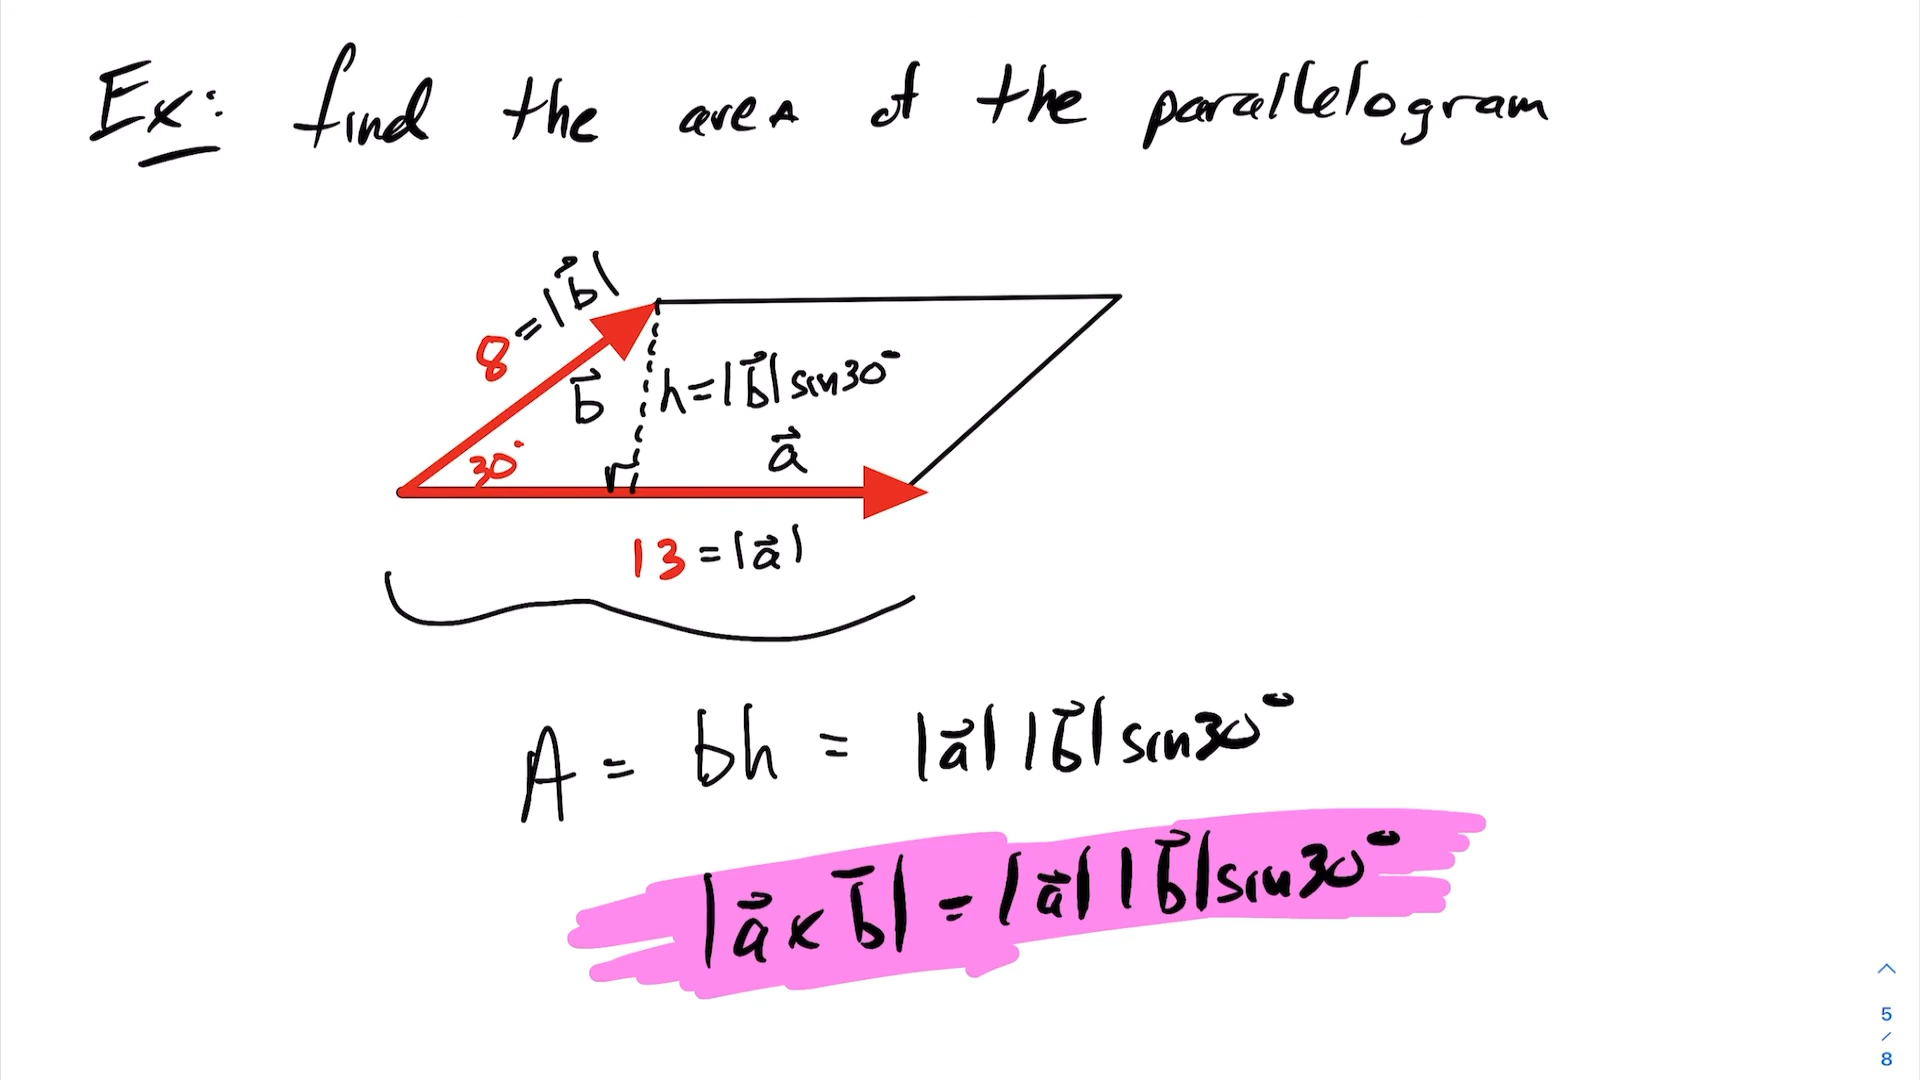 Ex: find the area of the parallelogram
8 = |b⃗|
b⃗
h = |b⃗| sin 30°
30°
a⃗
13 = |a⃗|
A = bh = |a⃗| |b⃗| sin 30°
|a⃗ × b⃗| = |a⃗| |b⃗| sin 30°
5
/
8